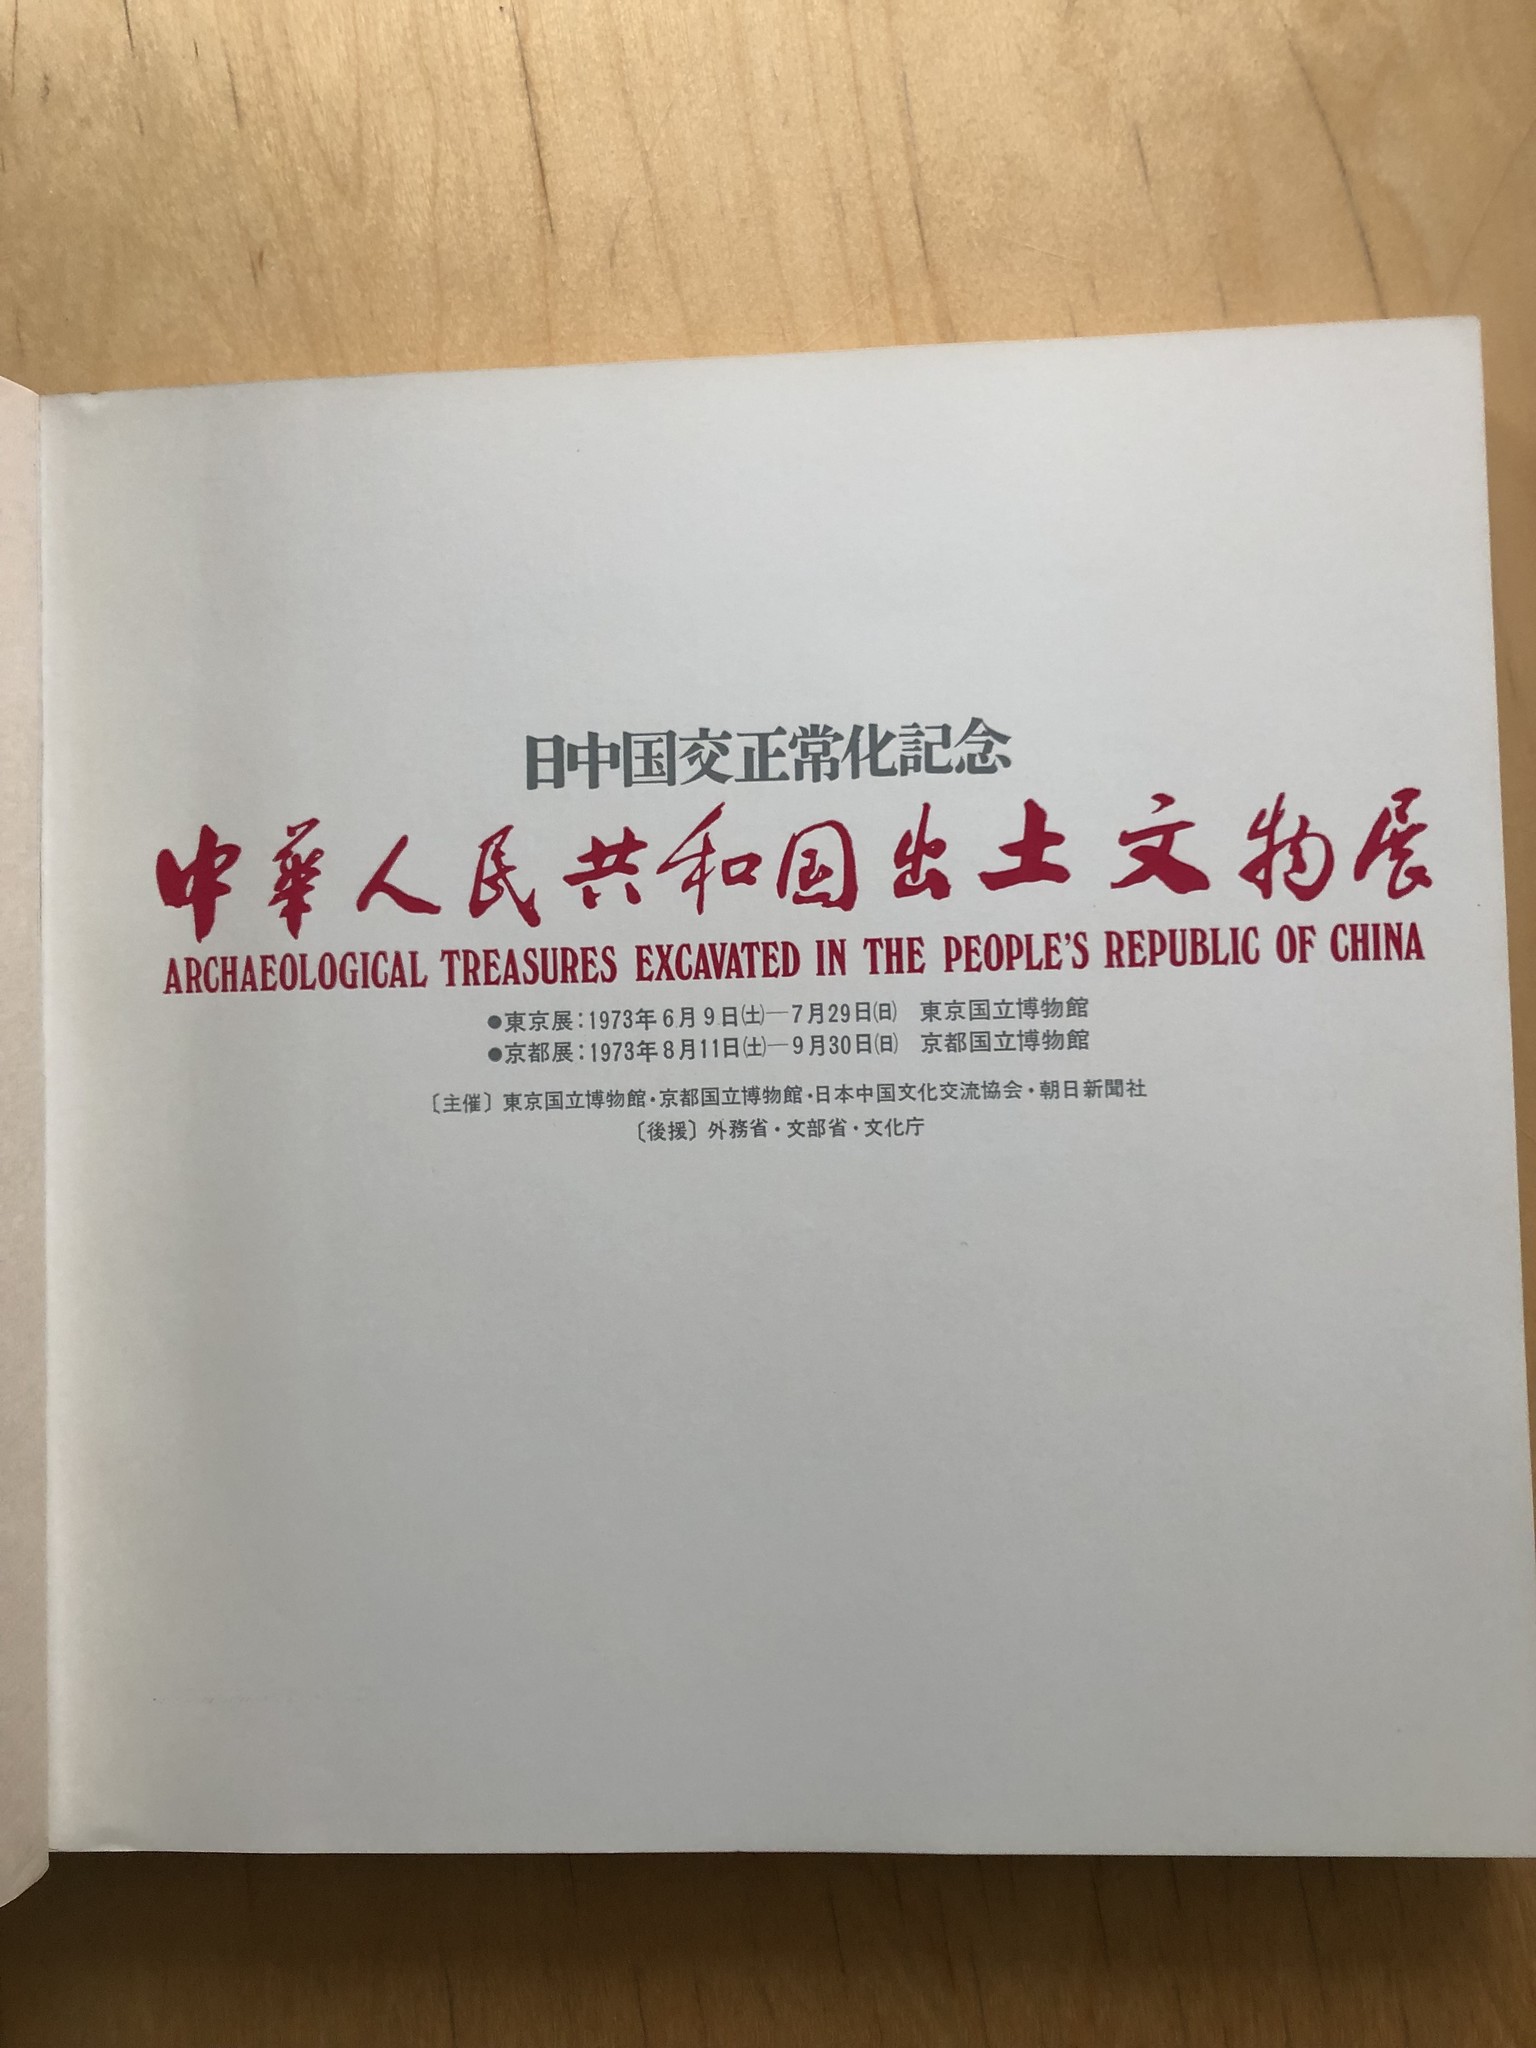 日中国交正常化記念
中華人民共和国出土文物展
ARCHAEOLOGICAL TREASURES EXCAVATED IN THE PEOPLE'S REPUBLIC OF CHINA
●東京展:1973年6月9日㈯―7月29日㈰ 東京国立博物館
●京都展:1973年8月11日㈯―9月30日㈰ 京都国立博物館
〔主催〕東京国立博物館・京都国立博物館・日本中国文化交流協会・朝日新聞社
〔後援〕外務省・文部省・文化庁